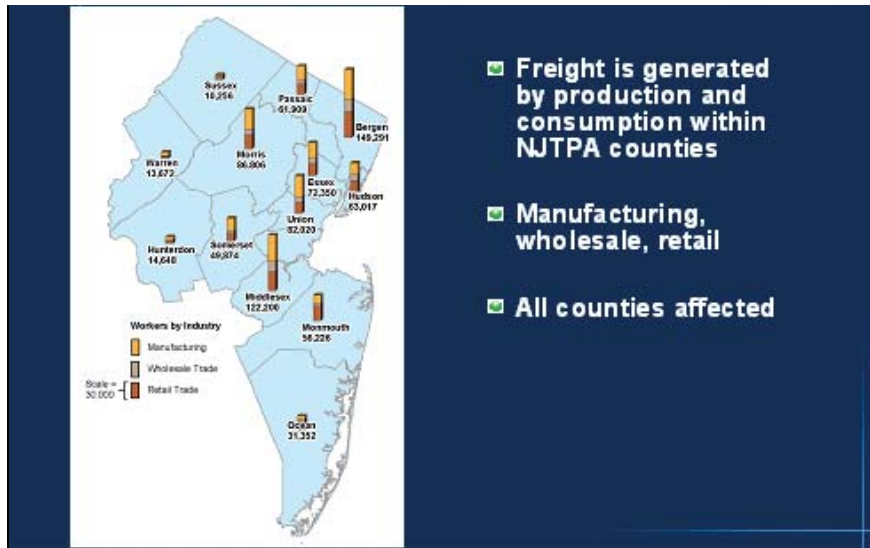 Sussex
10,256
Passaic
61,909
Bergen
149,291
Morris
86,806
Warren
13,672
Essex
72,350
Hudson
63,017
Union
82,020
Hunterdon
14,648
Somerset
49,874
Middlesex
122,200
Monmouth
56,226
Ocean
31,352
Workers by Industry
Manufacturing
Wholesale Trade
Retail Trade
Scale =
30,000
Freight is generated
by production and
consumption within
NJTPA counties
Manufacturing,
wholesale, retail
All counties affected